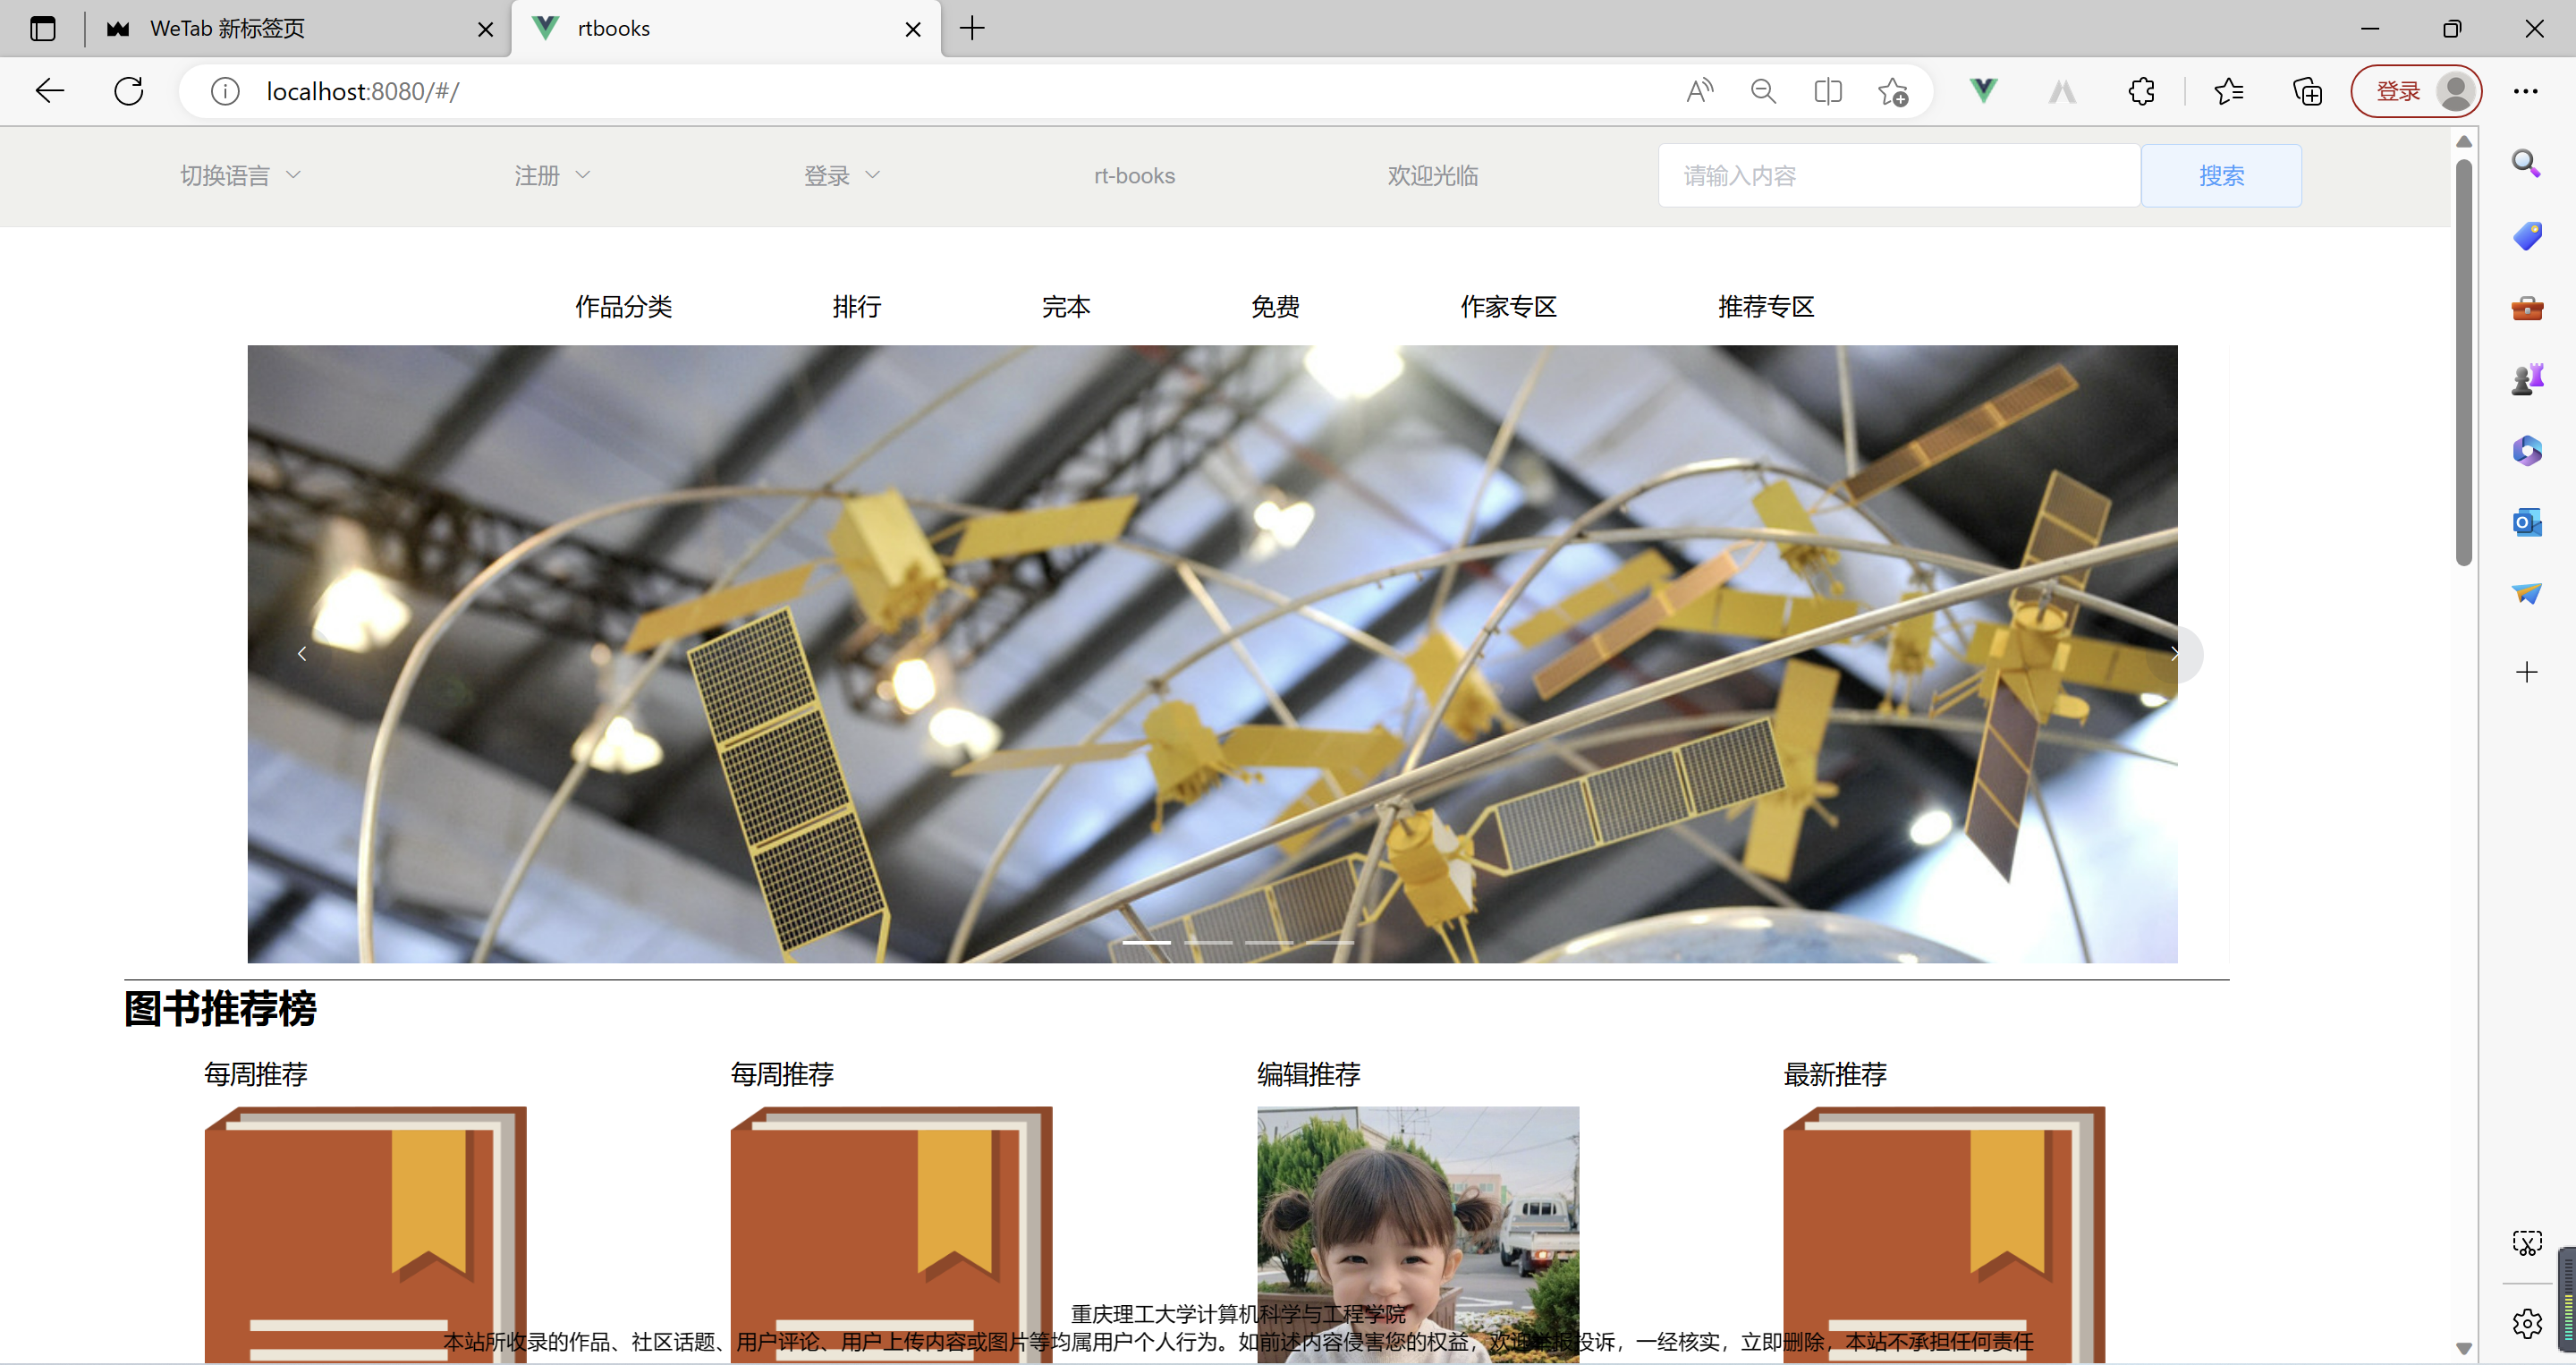 WeTab 新标签页
rtbooks
localhost:8080/#/
登录
切换语言
注册
登录
rt-books
欢迎光临
请输入内容
搜索
作品分类
排行
完本
免费
作家专区
推荐专区
图书推荐榜
每周推荐
每周推荐
编辑推荐
最新推荐
重庆理工大学计算机科学与工程学院
本站所收录的作品、社区话题、用户评论、用户上传内容或图片等均属用户个人行为。如前述内容侵害您的权益，欢迎举报投诉，一经核实，立即删除，本站不承担任何责任